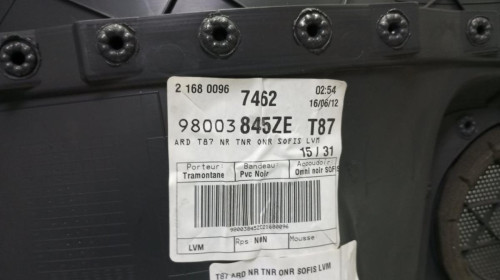 2 168 0096 7462 02:54
16/06/12
98003 845ZE T87
ARD T87 NR TNR ONR SOFIS LVM
15 / 31
Porteur Bandeau Accoudoir
Tramontane Pvc Noir Omni noir SOFIS
LVM Rps NØN Mousse
T87 ARD NR TNR ONR SOFIS LVM